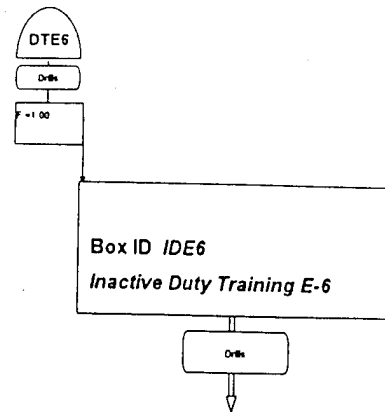 DTE6
Drills
F =1.00
Box ID IDE6
Inactive Duty Training E-6
Drills